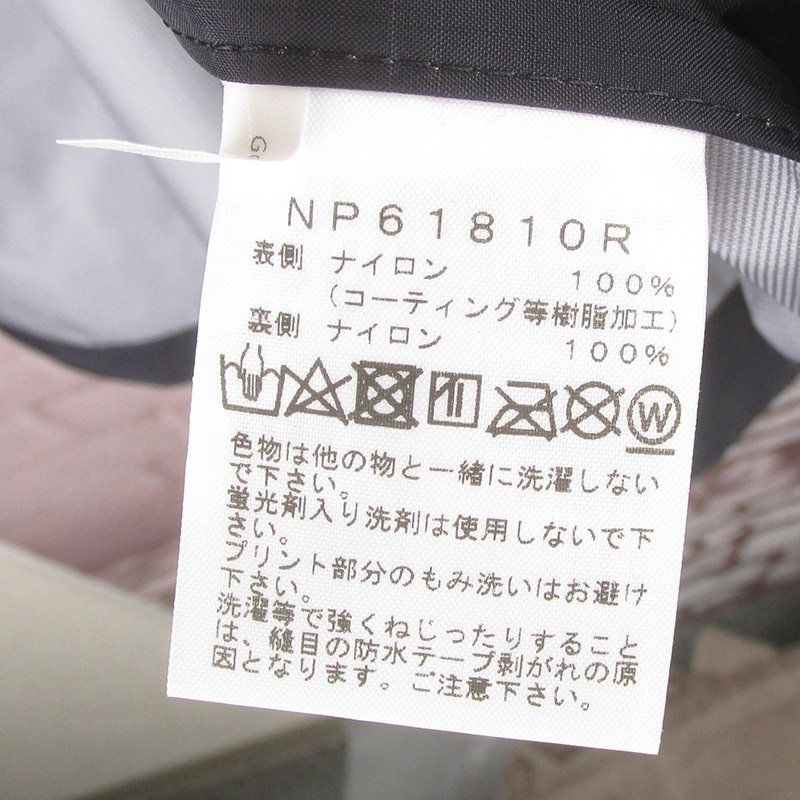 NP61810R
表側 ナイロン 100%
(コーティング等樹脂加工)
裏側 ナイロン 100%
W
色物は他の物と一緒に洗濯しない
で下さい。
蛍光剤入り洗剤は使用しないで下
さい。
プリント部分のもみ洗いはお避け
下さい。
洗濯等で強くねじったりすること
は、縫目の防水テープ剥がれの原
因となります。ご注意下さい。